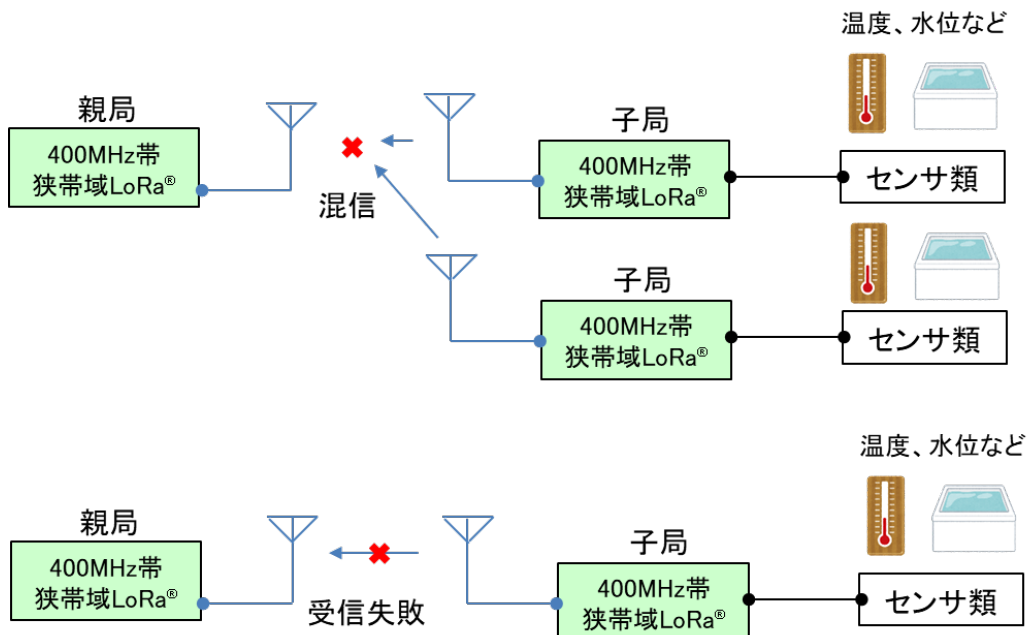 温度、水位など
親局
400MHz帯
狭帯域LoRa®
混信
子局
400MHz帯
狭帯域LoRa®
センサ類
子局
400MHz帯
狭帯域LoRa®
センサ類
温度、水位など
親局
400MHz帯
狭帯域LoRa®
受信失敗
子局
400MHz帯
狭帯域LoRa®
センサ類